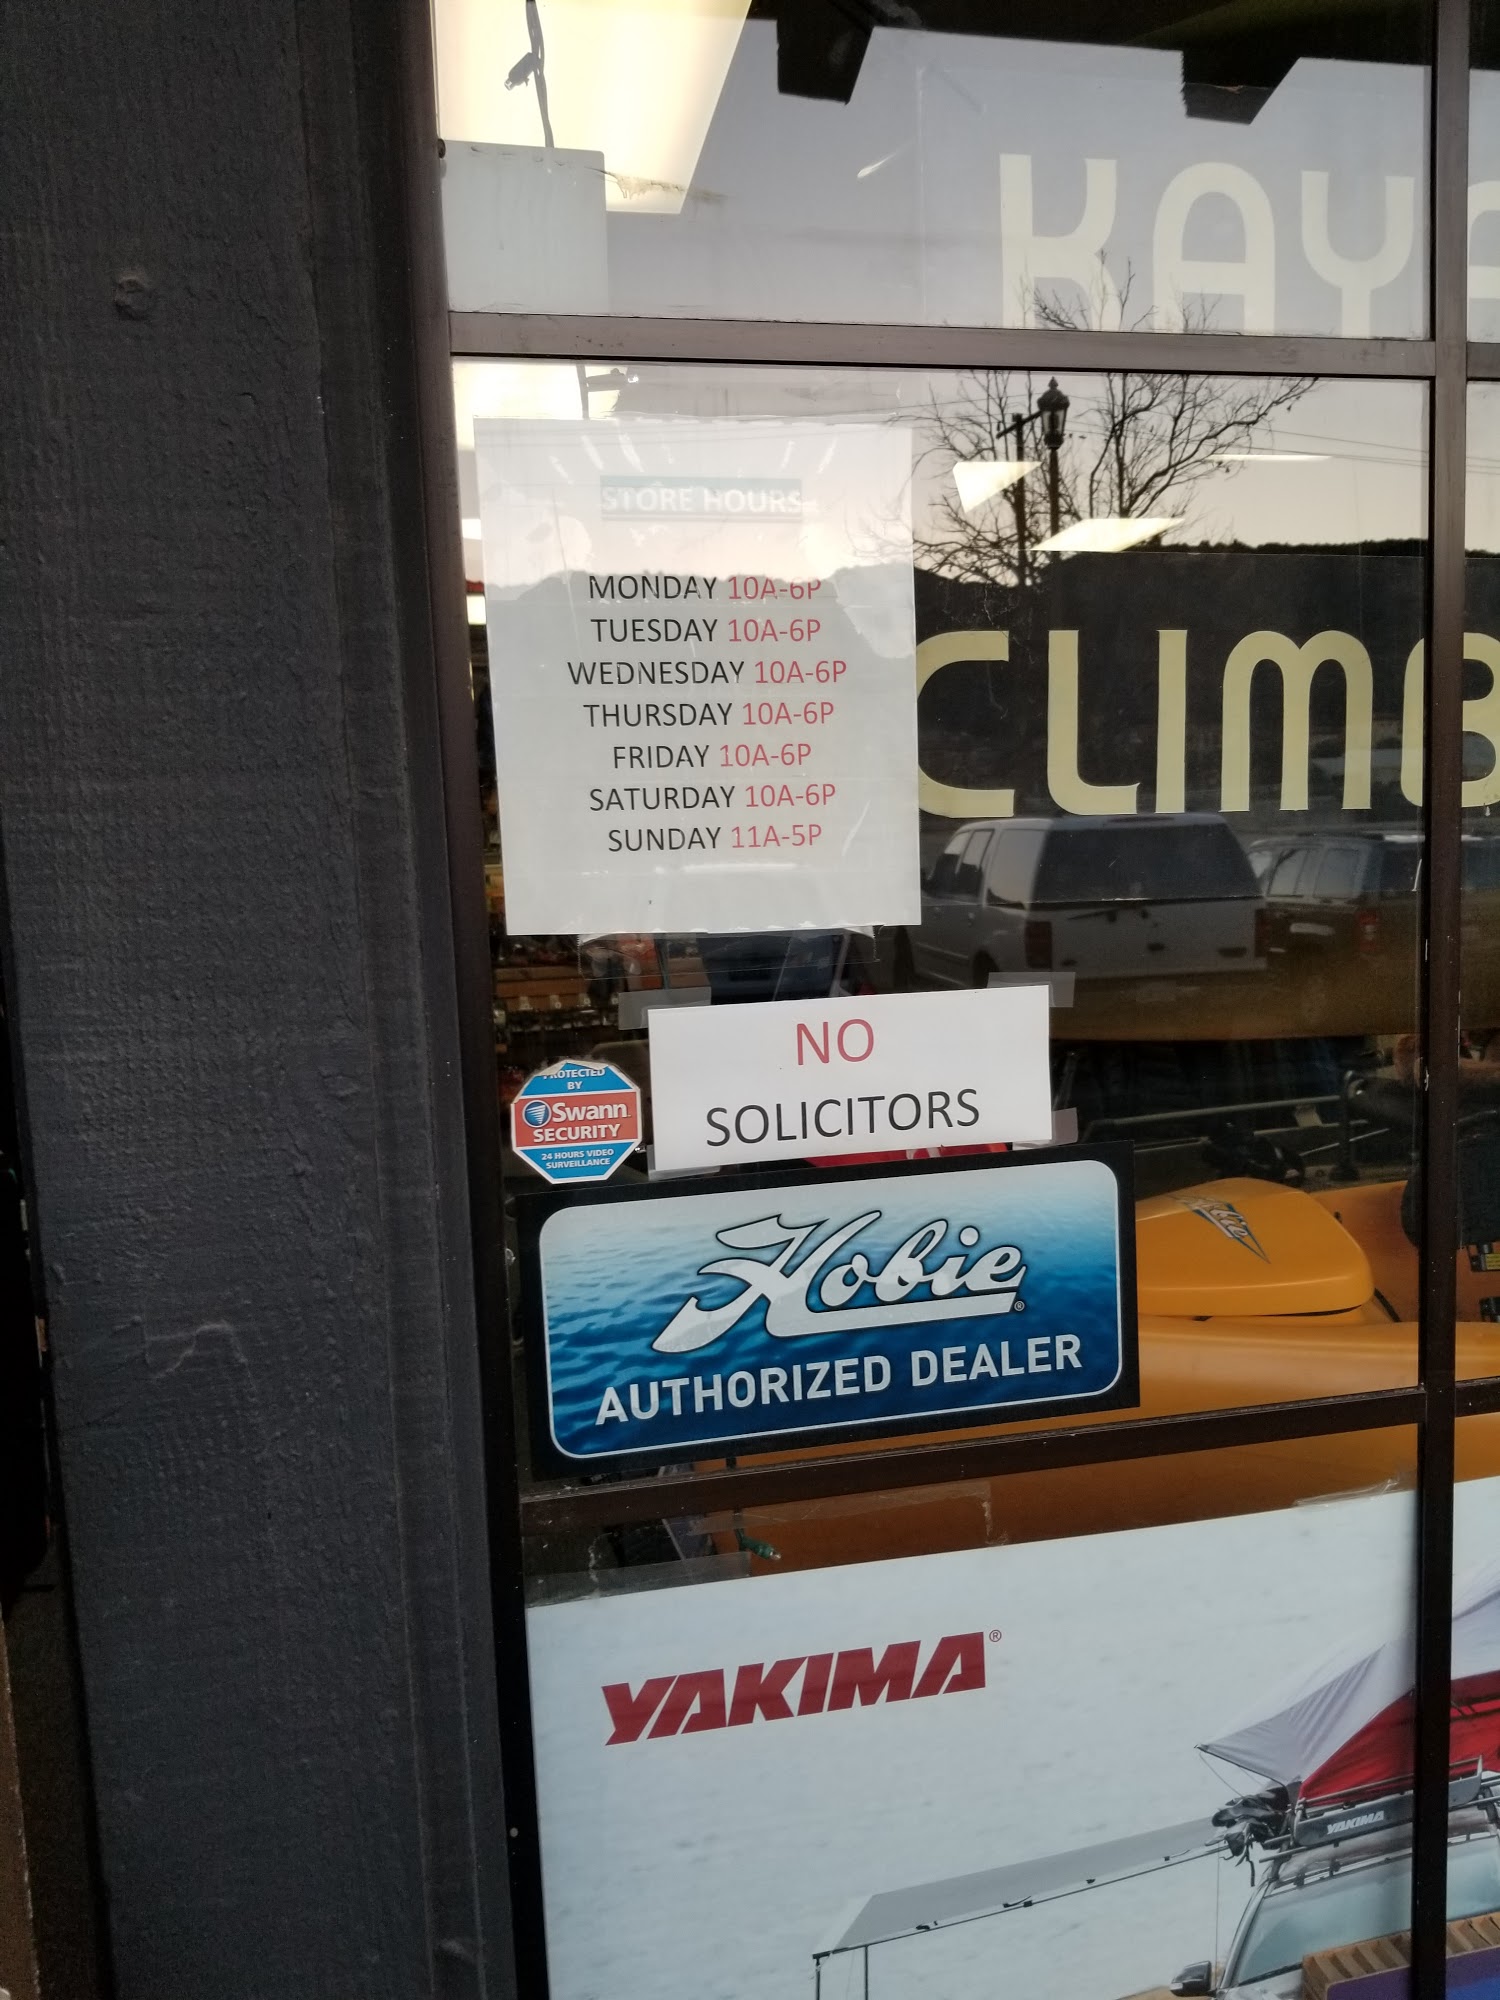 KAYA
STORE HOURS
MONDAY 10A-6P
TUESDAY 10A-6P
WEDNESDAY 10A-6P
THURSDAY 10A-6P
FRIDAY 10A-6P
SATURDAY 10A-6P
SUNDAY 11A-5P
CLIMB
NO
SOLICITORS
PROTECTED
BY
Swann
SECURITY
24 HOURS VIDEO
SURVEILLANCE
Hobie®
AUTHORIZED DEALER
Hobie
YAKIMA®
YAKIMA